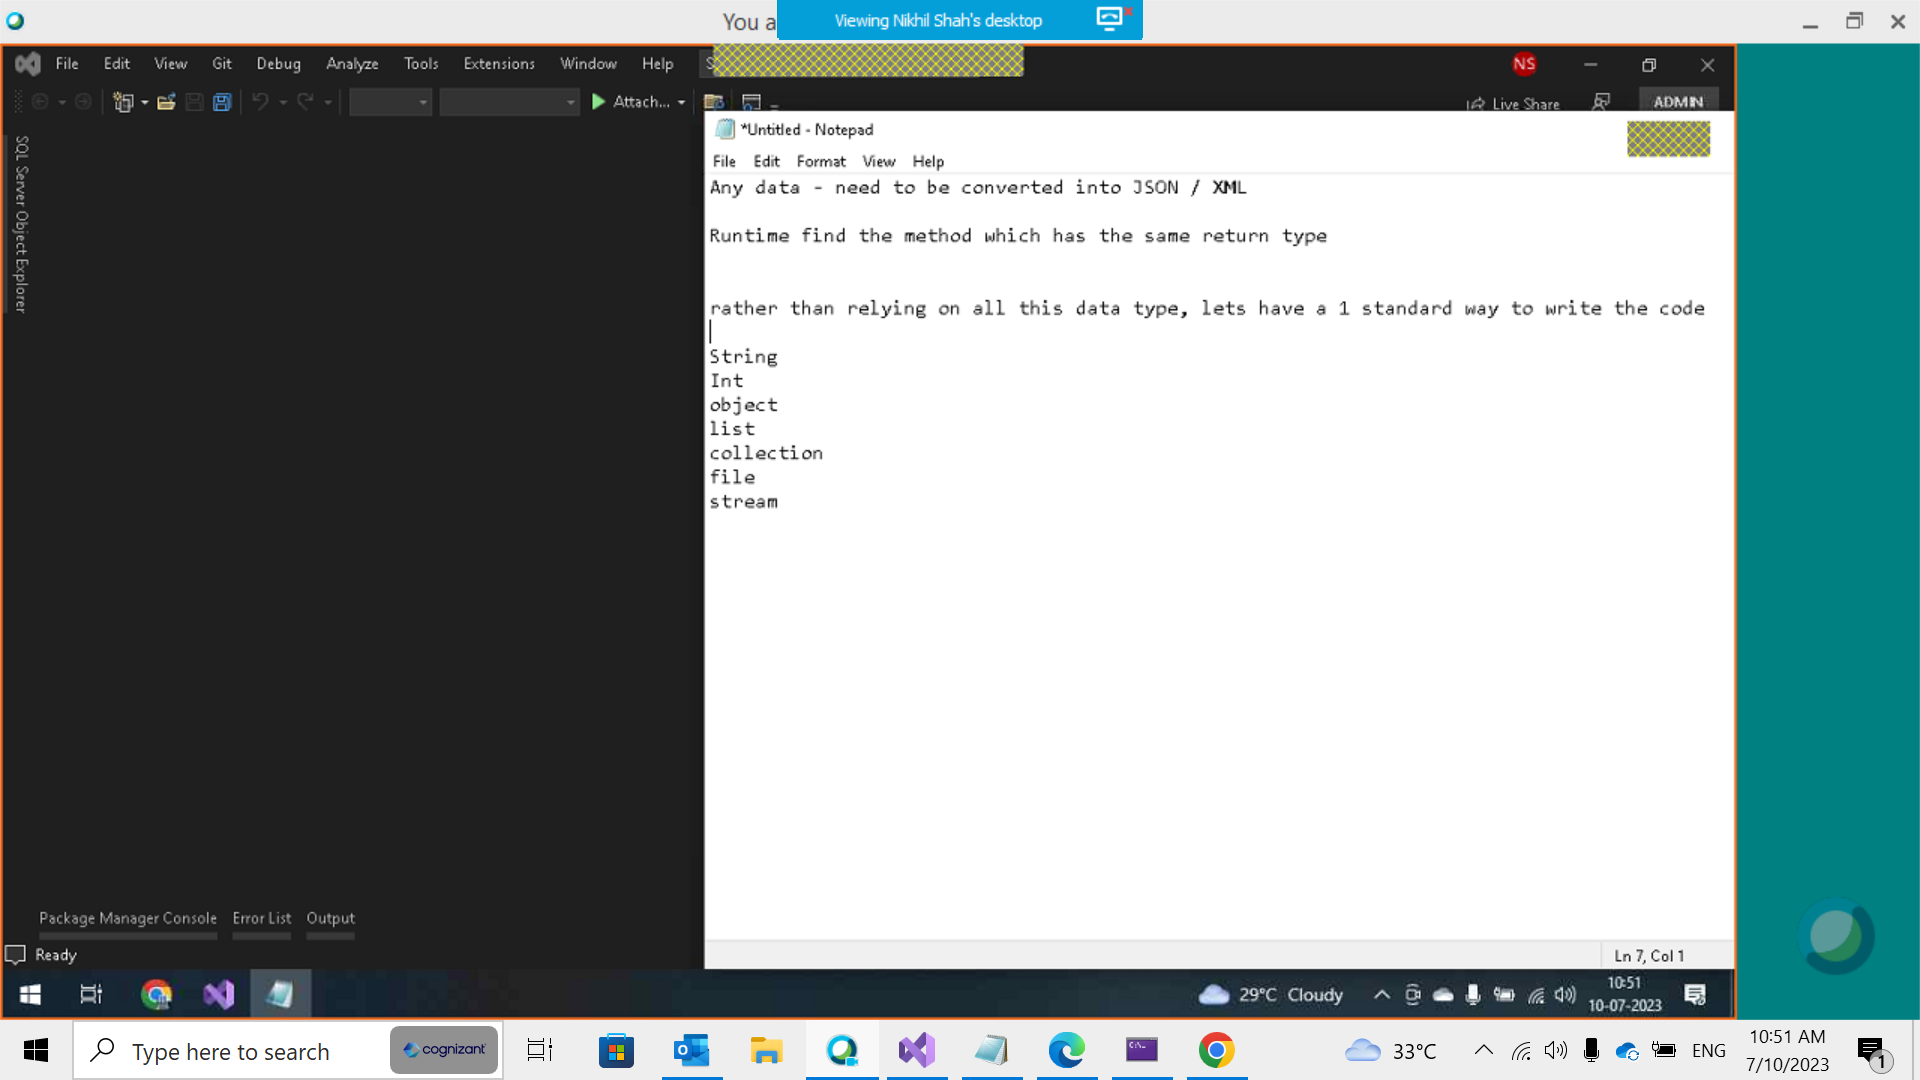 You a
Viewing Nikhil Shah's desktop
File Edit View Git Debug Analyze Tools Extensions Window Help S
NS
Attach...
Live Share
ADMIN
SQL Server Object Explorer
*Untitled - Notepad
File Edit Format View Help
Any data - need to be converted into JSON / XML
Runtime find the method which has the same return type
rather than relying on all this data type, lets have a 1 standard way to write the code
String
Int
object
list
collection
file
stream
Package Manager Console Error List Output
Ready
Ln 7, Col 1
29°C Cloudy
10:51
10-07-2023
Type here to search
cognizant
33°C
ENG
10:51 AM
7/10/2023
1